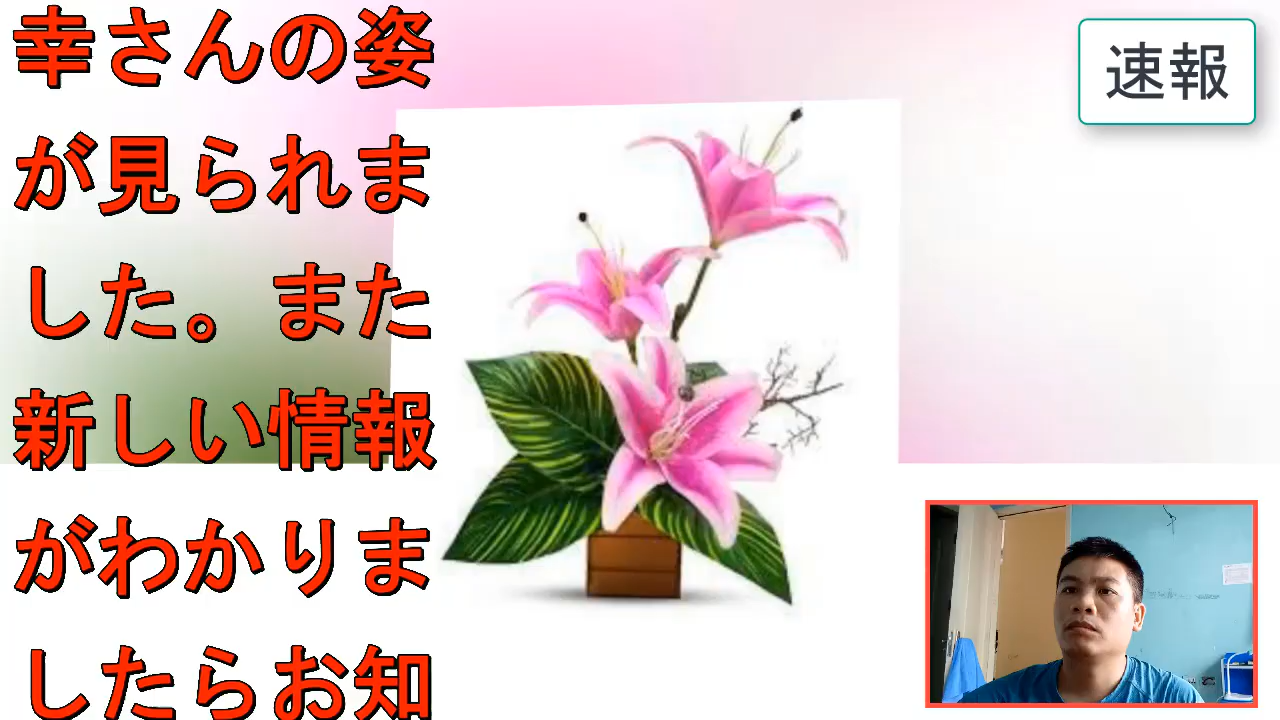 幸さんの姿
が見られま
した。また
新しい情報
がわかりま
したらお知
速報